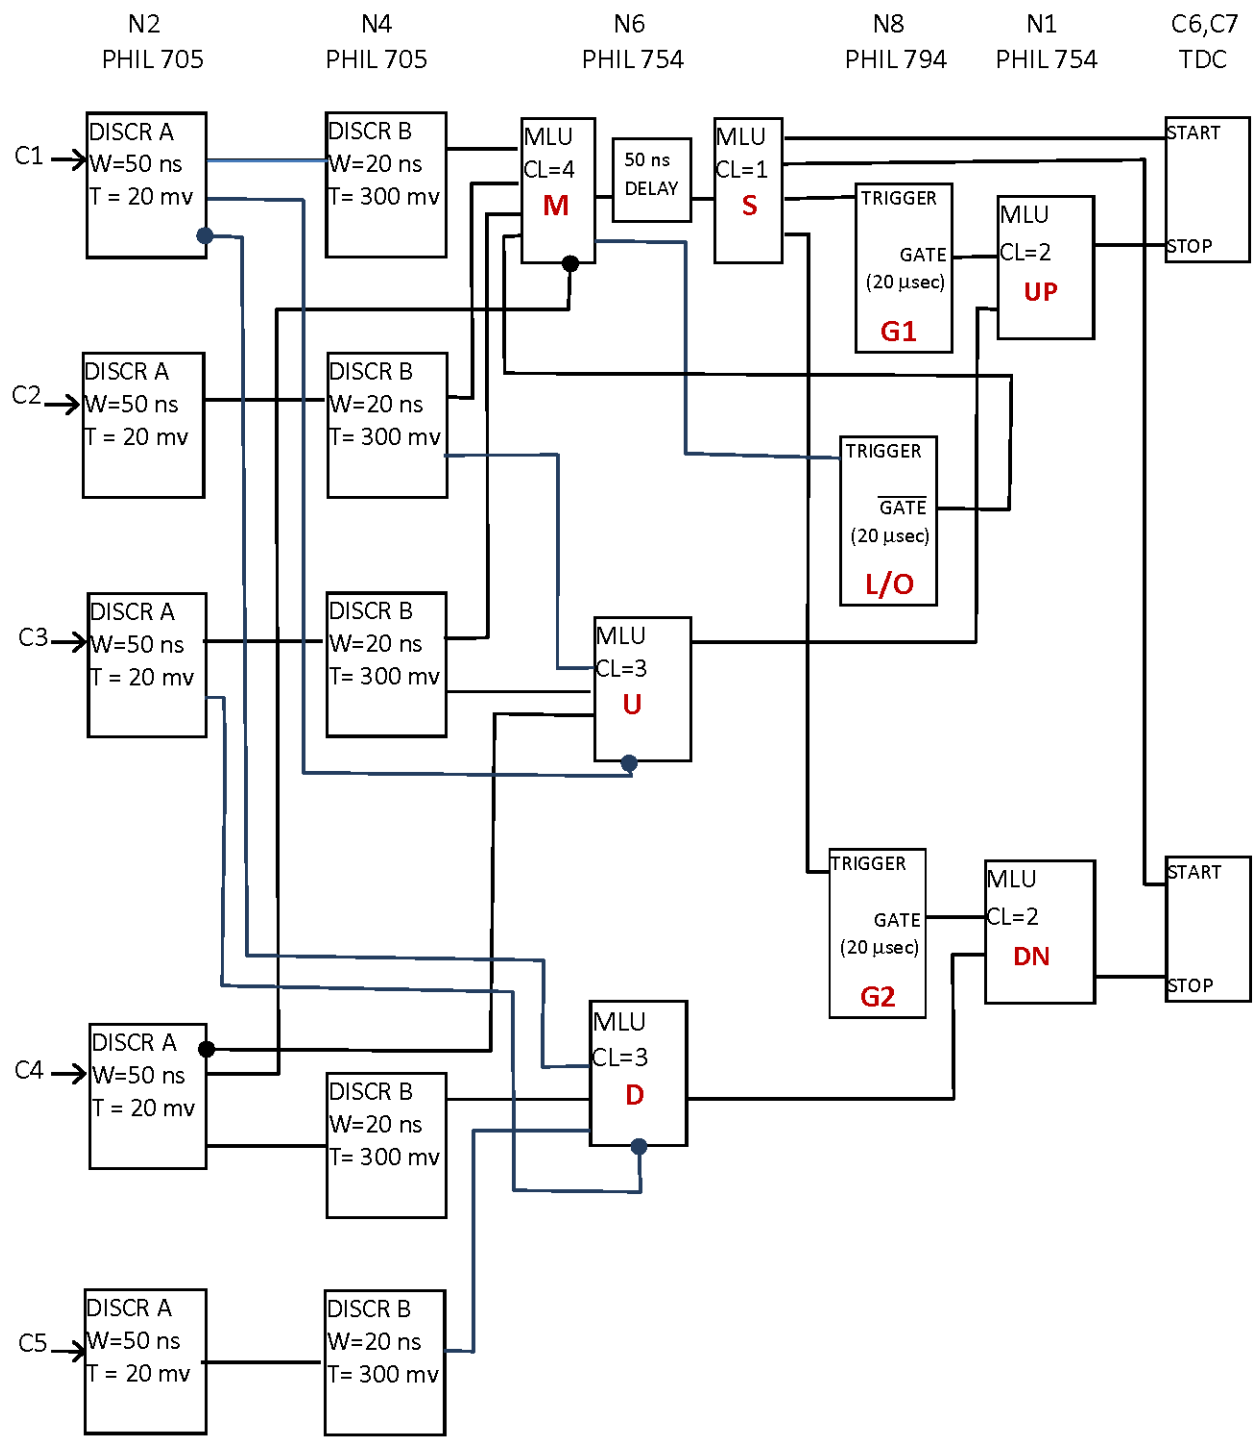 N2
PHIL 705
N4
PHIL 705
N6
PHIL 754
N8
PHIL 794
N1
PHIL 754
C6,C7
TDC
C1
DISCR A
W=50 ns
T = 20 mv
DISCR B
W=20 ns
T = 300 mv
MLU
CL=4
M
50 ns
DELAY
MLU
CL=1
S
TRIGGER
GATE
(20 μsec)
G1
MLU
CL=2
UP
START
STOP
C2
DISCR A
W=50 ns
T = 20 mv
DISCR B
W=20 ns
T= 300 mv
TRIGGER
GATE
(20 μsec)
L/O
C3
DISCR A
W=50 ns
T = 20 mv
DISCR B
W=20 ns
T= 300 mv
MLU
CL=3
U
TRIGGER
GATE
(20 μsec)
G2
MLU
CL=2
DN
START
STOP
C4
DISCR A
W=50 ns
T = 20 mv
DISCR B
W=20 ns
T= 300 mv
MLU
CL=3
D
C5
DISCR A
W=50 ns
T = 20 mv
DISCR B
W=20 ns
T= 300 mv